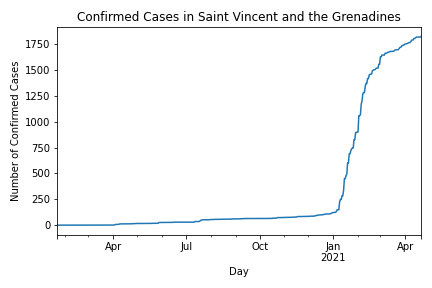 Confirmed Cases in Saint Vincent and the Grenadines
Number of Confirmed Cases
1750
1500
1250
1000
750
500
250
0
Apr
Jul
Oct
Jan
2021
Apr
Day